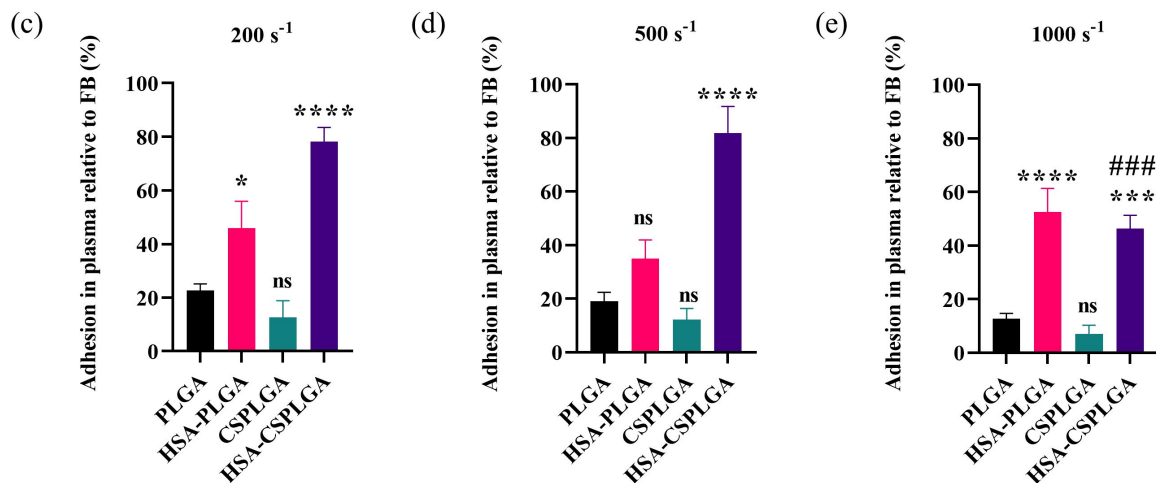 (c)
200 s-1
Adhesion in plasma relative to FB (%)
100
80
60
40
20
0
*
ns
****
PLGA
HSA-PLGA
CSPLGA
HSA-CSPLGA
(d)
500 s-1
Adhesion in plasma relative to FB (%)
100
80
60
40
20
0
ns
ns
****
PLGA
HSA-PLGA
CSPLGA
HSA-CSPLGA
(e)
1000 s-1
Adhesion in plasma relative to FB (%)
100
80
60
40
20
0
****
ns
###
***
PLGA
HSA-PLGA
CSPLGA
HSA-CSPLGA